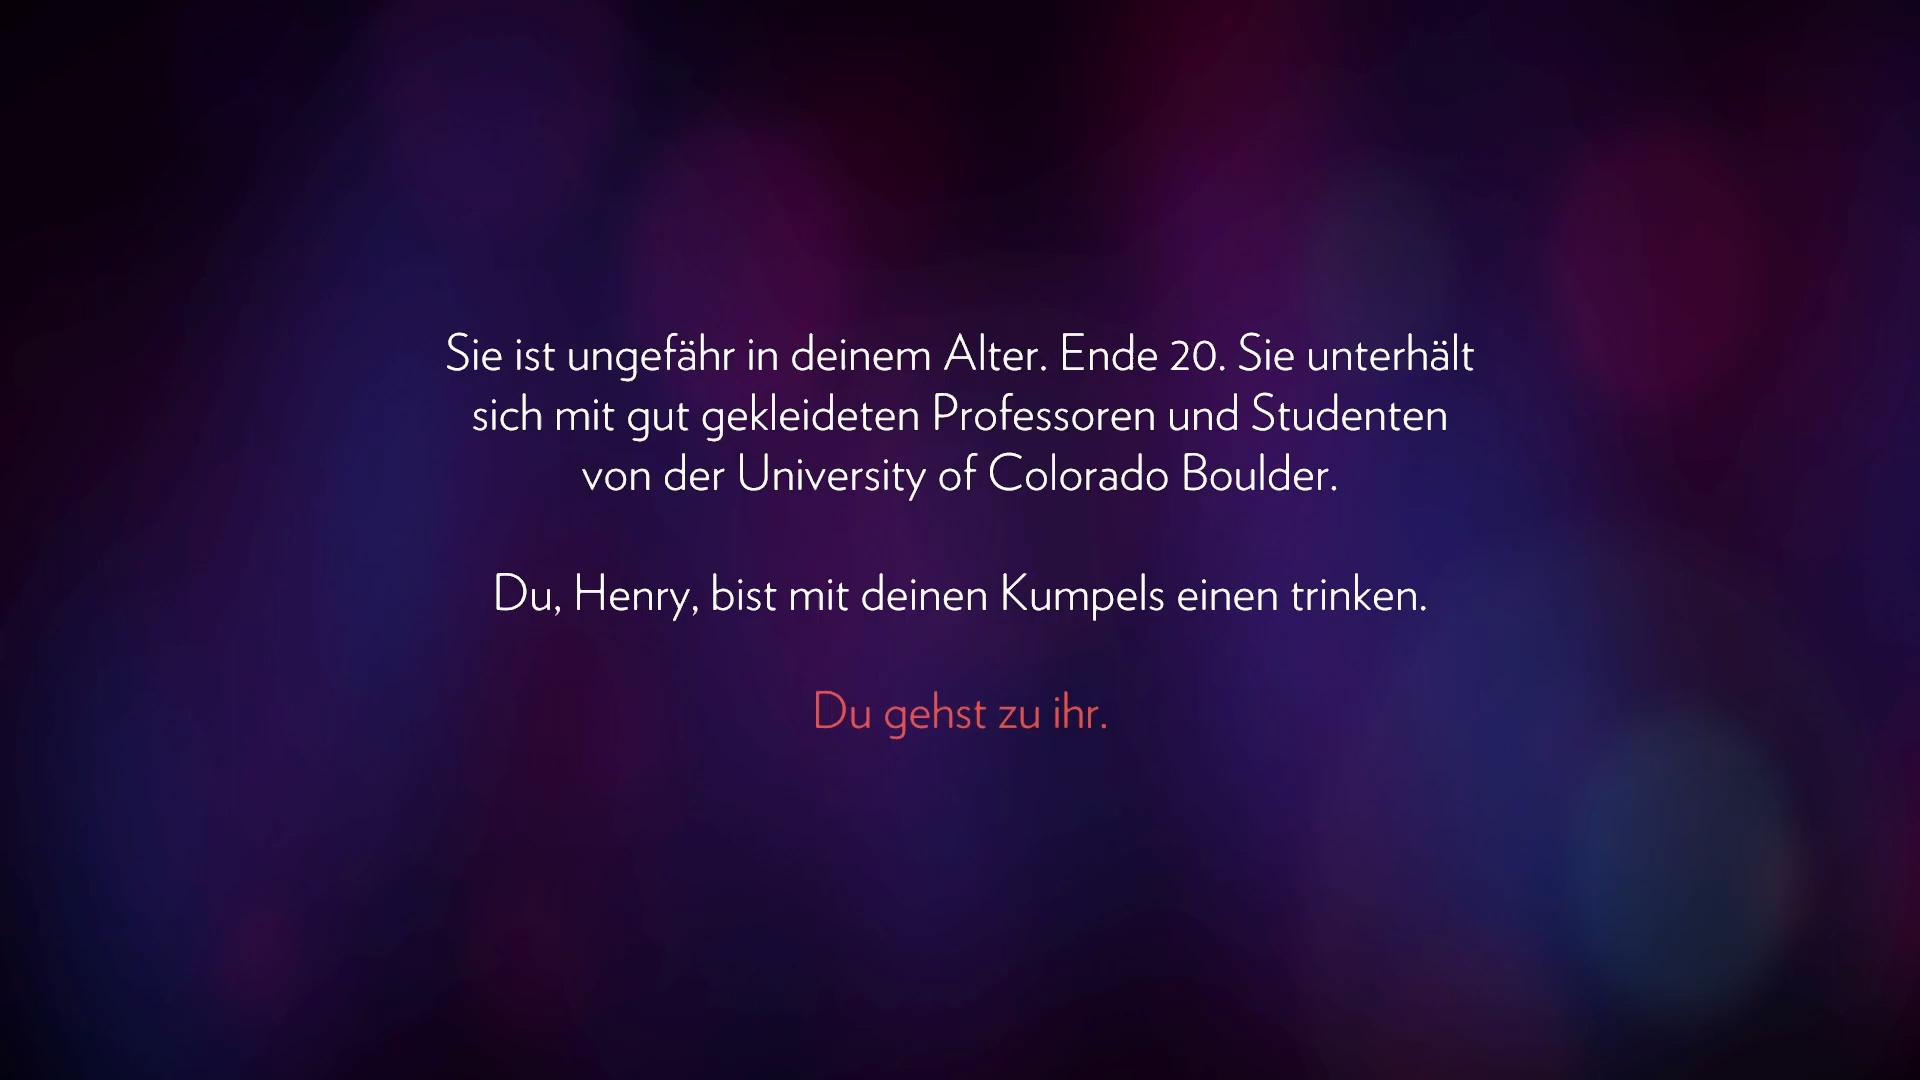 Sie ist ungefähr in deinem Alter. Ende 20. Sie unterhält
sich mit gut gekleideten Professoren und Studenten
von der University of Colorado Boulder.
Du, Henry, bist mit deinen Kumpels einen trinken.
Du gehst zu ihr.